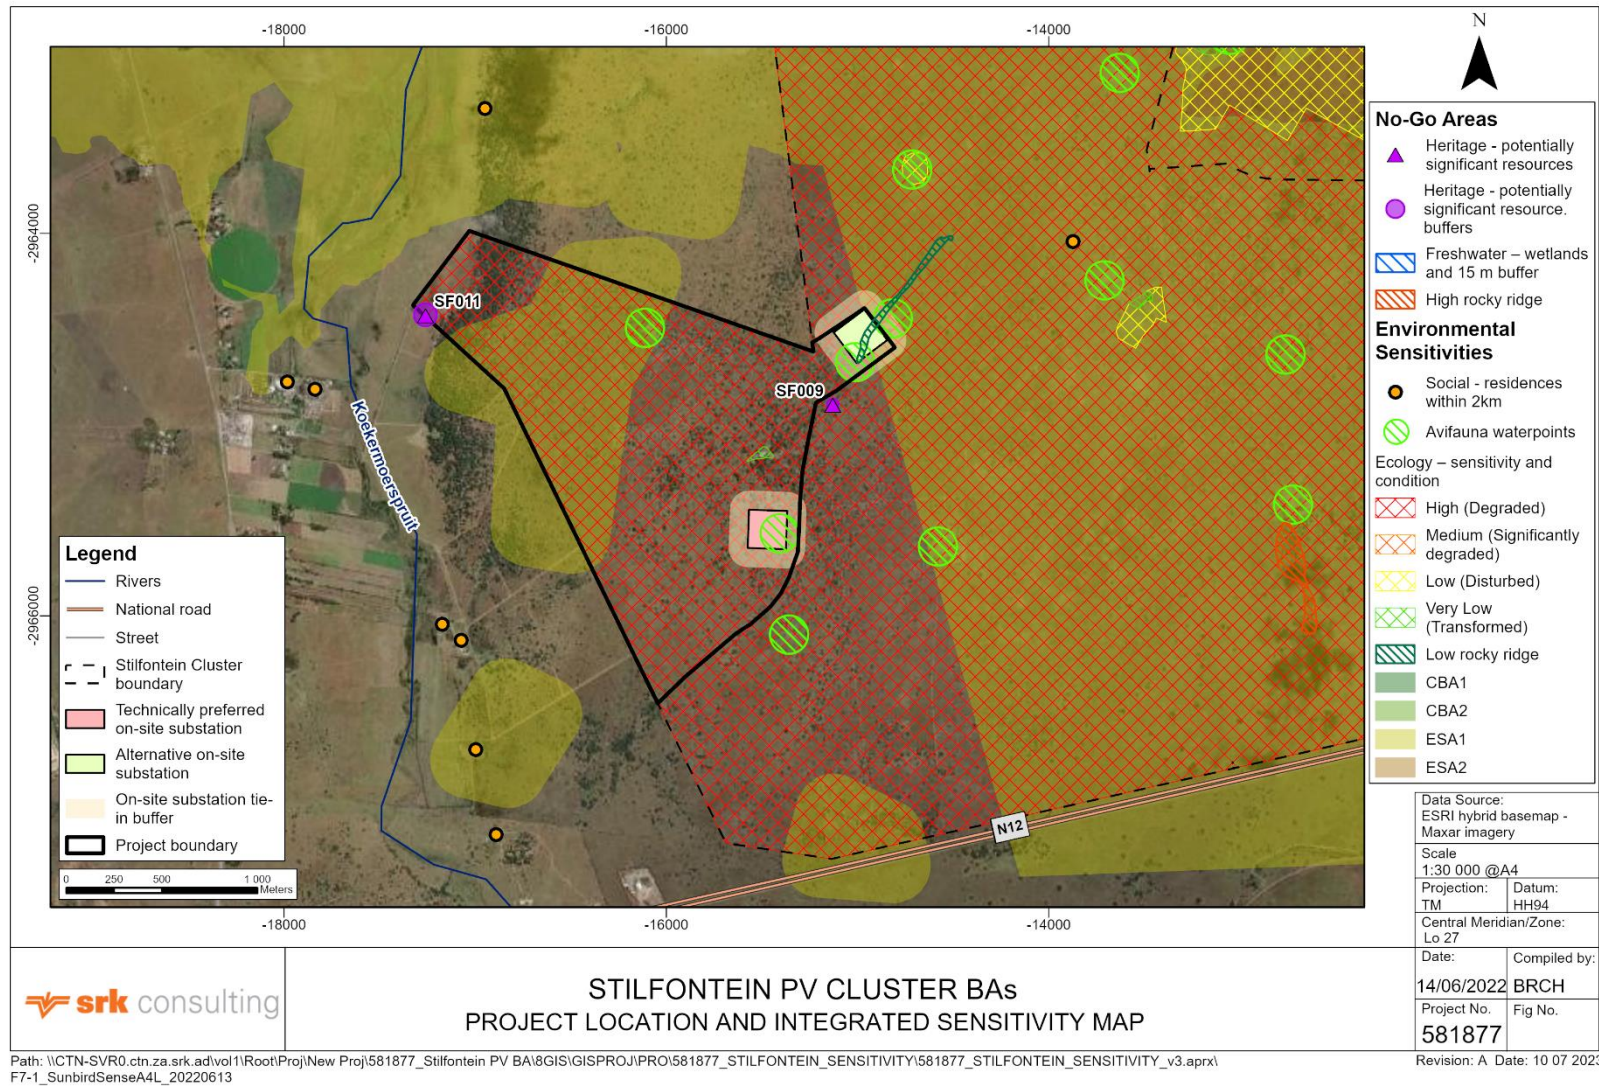 -18000
-16000
-14000
N
-2964000
-2966000
SF011
SF009
Koekermoerspruit
N12
Legend
Rivers
National road
Street
Stilfontein Cluster
boundary
Technically preferred
on-site substation
Alternative on-site
substation
On-site substation tie-
in buffer
Project boundary
0 250 500 1 000
Meters
-18000
-16000
-14000
No-Go Areas
Heritage - potentially
significant resources
Heritage - potentially
significant resource.
buffers
Freshwater – wetlands
and 15 m buffer
High rocky ridge
Environmental
Sensitivities
Social - residences
within 2km
Avifauna waterpoints
Ecology – sensitivity and
condition
High (Degraded)
Medium (Significantly
degraded)
Low (Disturbed)
Very Low
(Transformed)
Low rocky ridge
CBA1
CBA2
ESA1
ESA2
Data Source:
ESRI hybrid basemap -
Maxar imagery
Scale
1:30 000 @A4
Projection:
TM
Datum:
HH94
Central Meridian/Zone:
Lo 27
Date:
14/06/2022
Compiled by:
BRCH
Project No.
581877
Fig No.
srk consulting
STILFONTEIN PV CLUSTER BAs
PROJECT LOCATION AND INTEGRATED SENSITIVITY MAP
Path: \\CTN-SVR0.ctn.za.srk.ad\vol1\Root\Proj\New Proj\581877_Stilfontein PV BA\8GIS\GISPROJ\PRO\581877_STILFONTEIN_SENSITIVITY\581877_STILFONTEIN_SENSITIVITY_v3.aprx\
F7-1_SunbirdSenseA4L_20220613
Revision: A Date: 10 07 2023